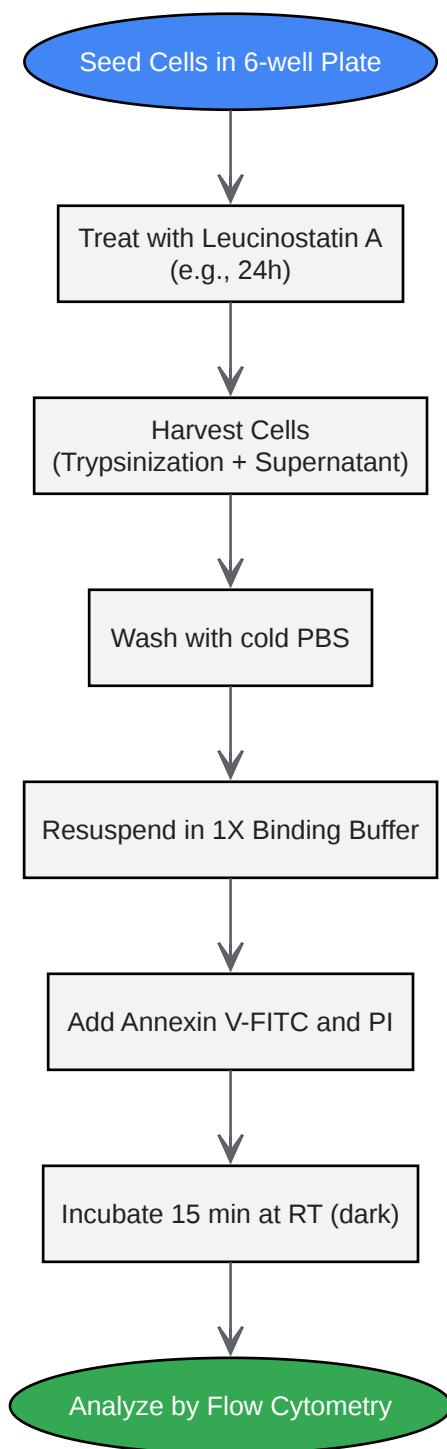 Seed Cells in 6-well Plate
Treat with Leucinostatin A
(e.g., 24h)
Harvest Cells
(Trypsinization + Supernatant)
Wash with cold PBS
Resuspend in 1X Binding Buffer
Add Annexin V-FITC and PI
Incubate 15 min at RT (dark)
Analyze by Flow Cytometry